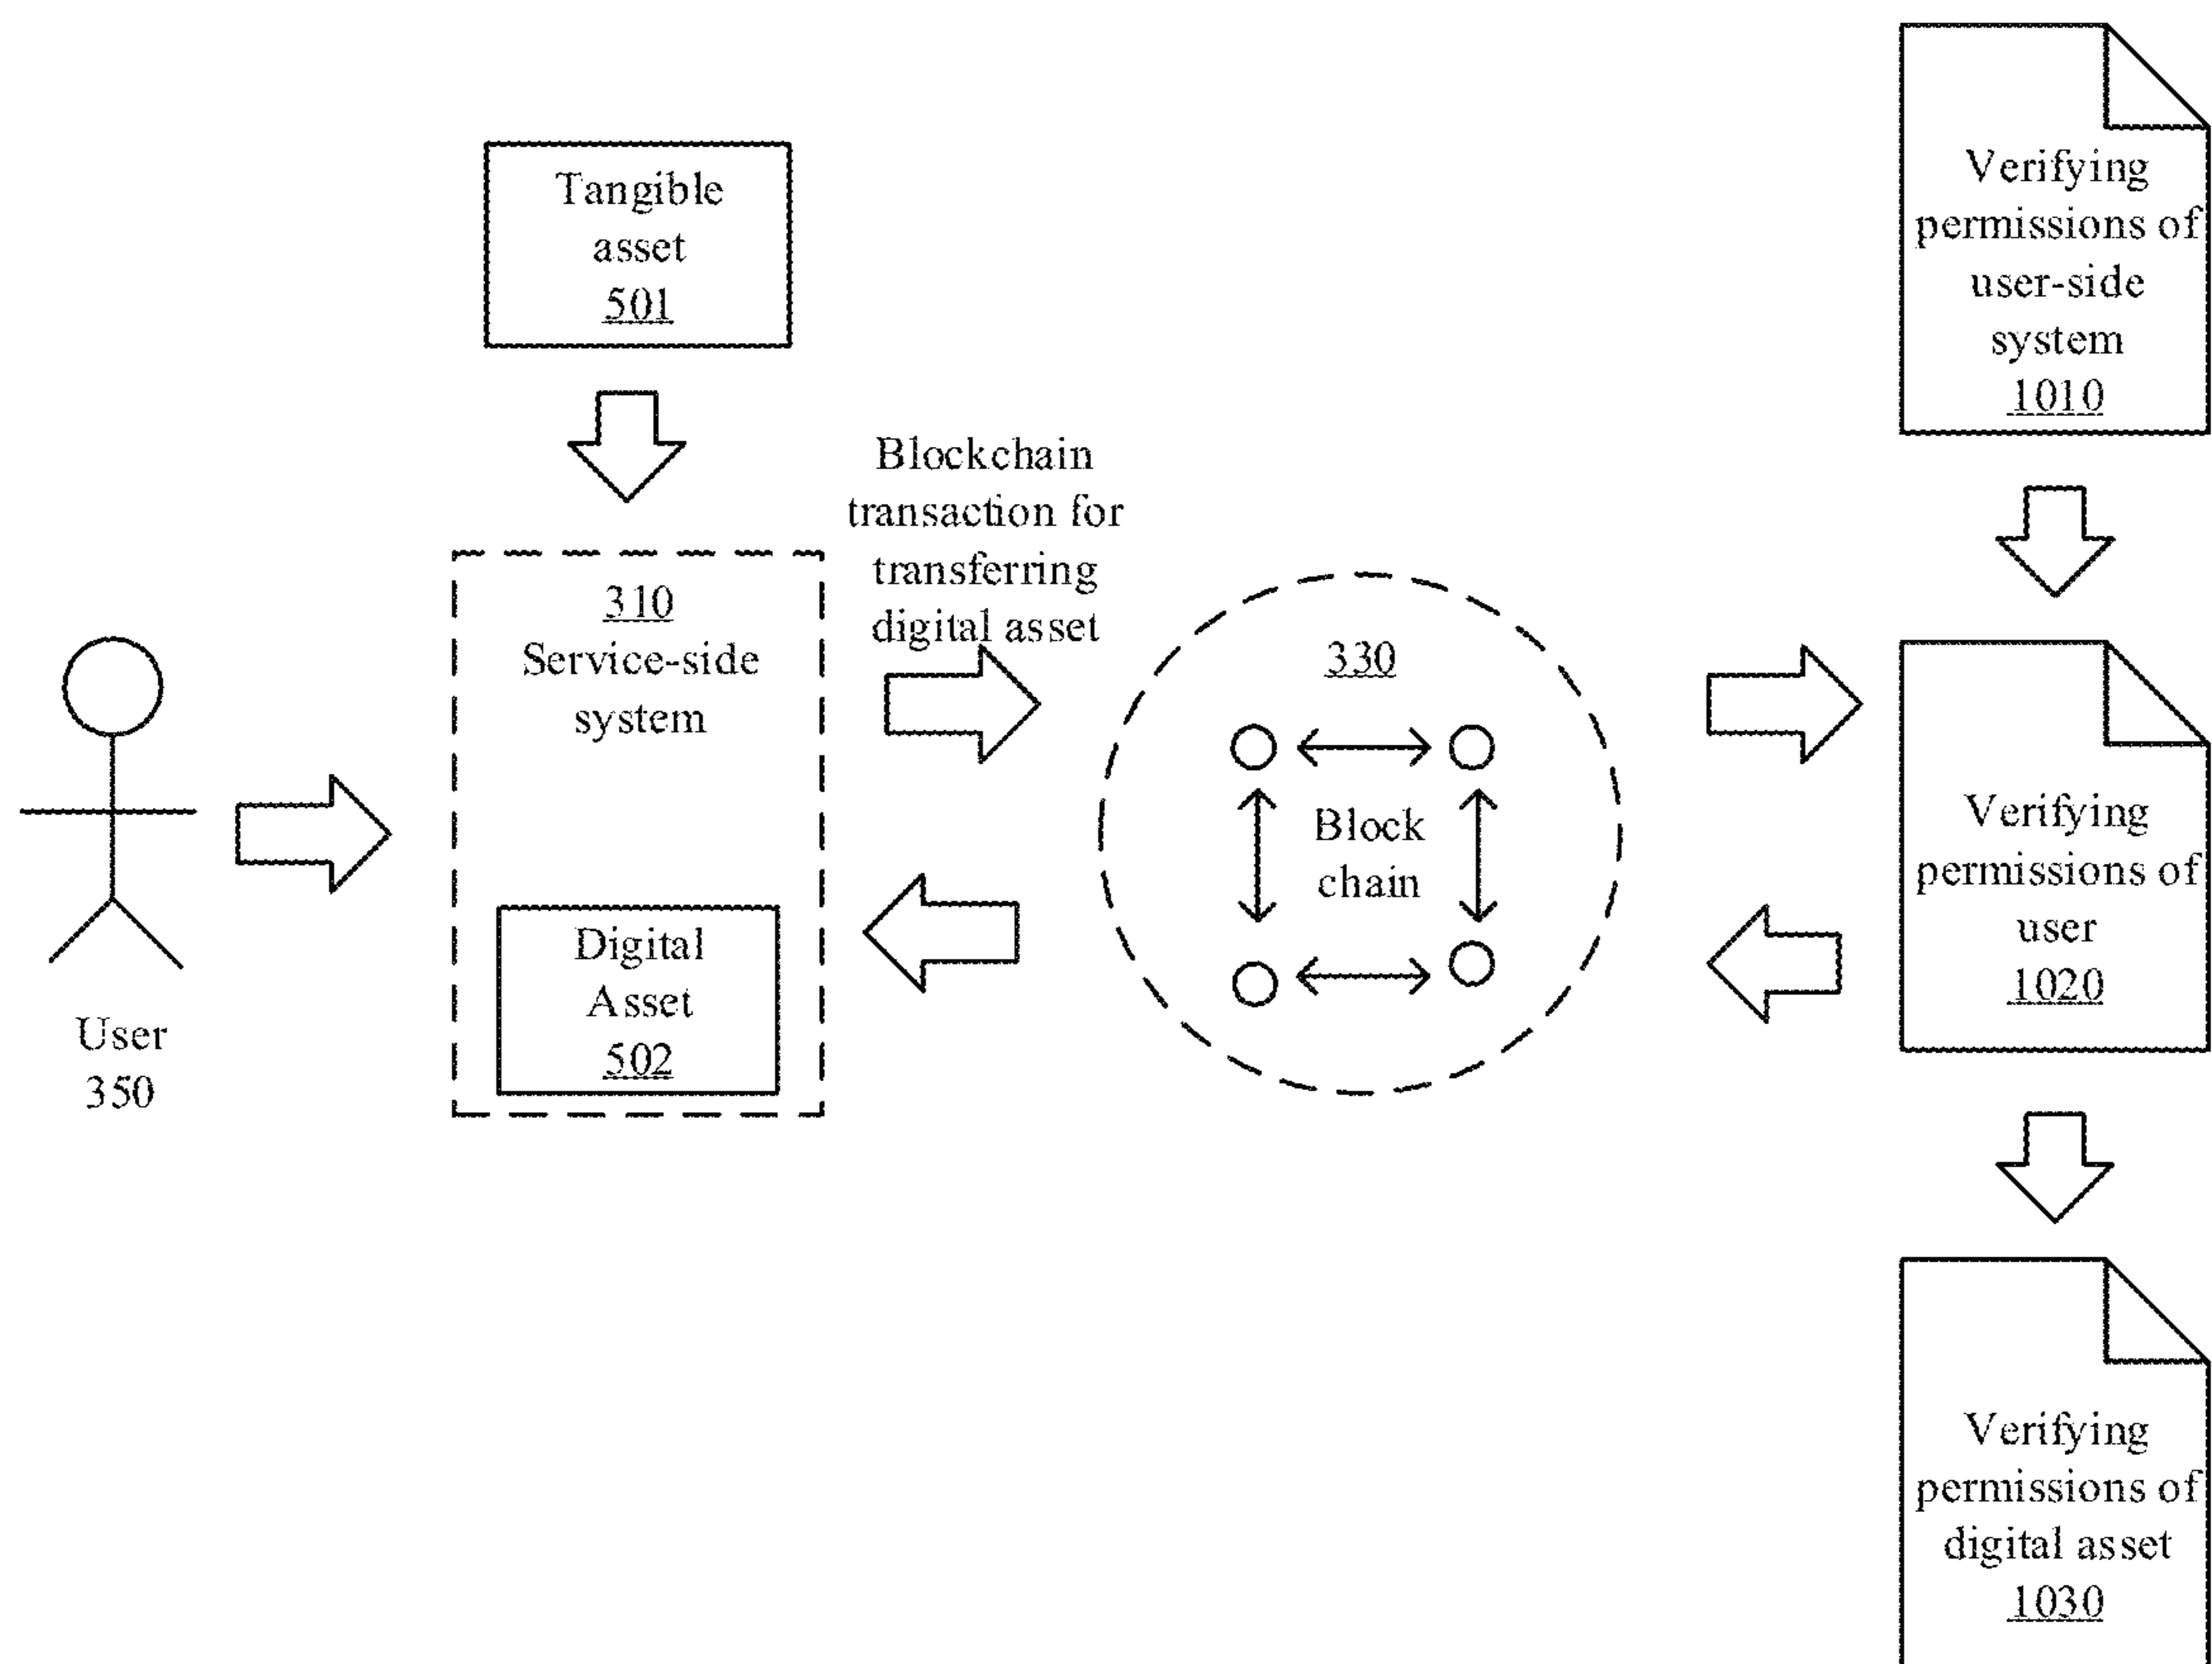 Tangible
asset
501
Blockchain
transaction for
transferring
digital asset
310
Service-side
system
Digital
Asset
502
User
350
330
Block
chain
Verifying
permissions of
user-side
system
1010
Verifying
permissions of
user
1020
Verifying
permissions of
digital asset
1030